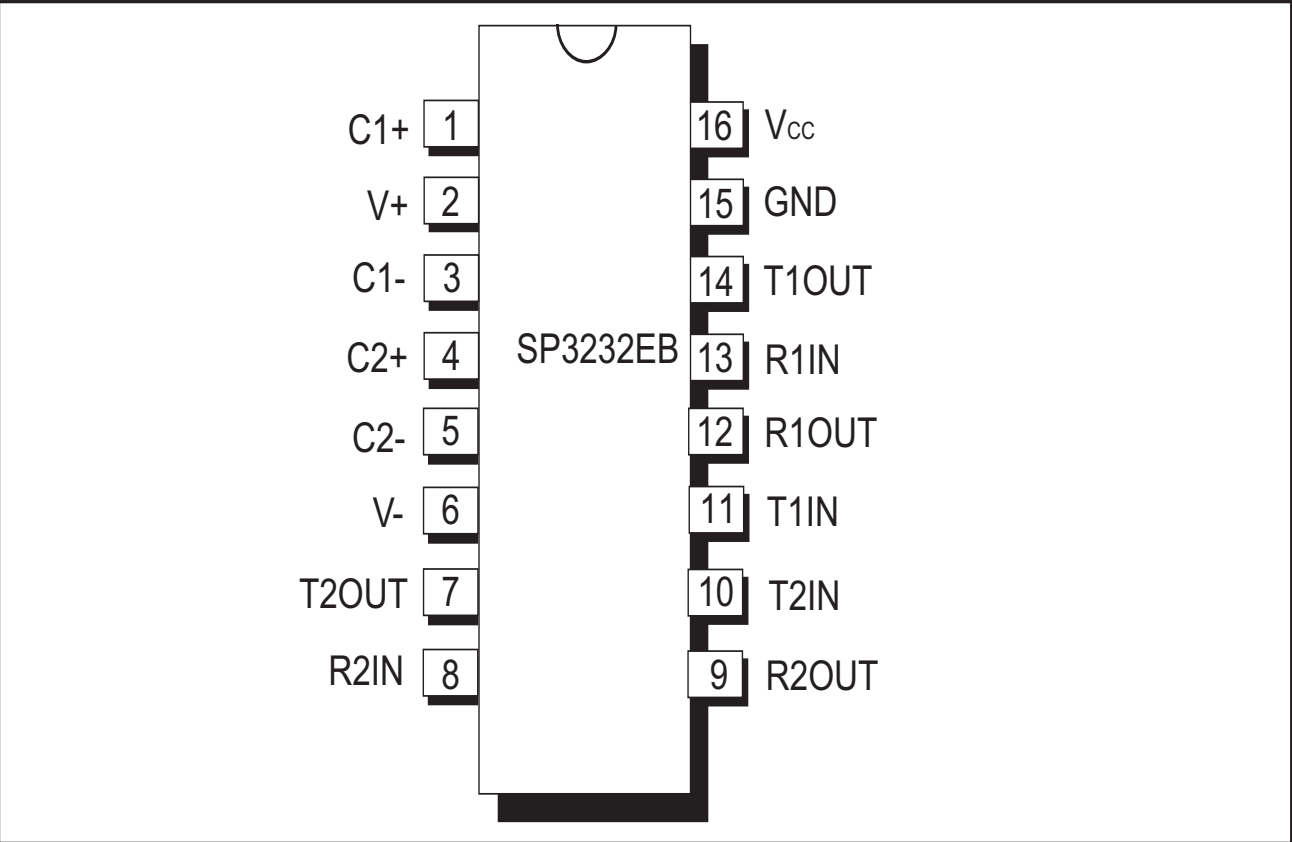 C1+ 1 16 Vcc
V+ 2 15 GND
C1- 3 14 T1OUT
C2+ 4 SP3232EB 13 R1IN
C2- 5 12 R1OUT
V- 6 11 T1IN
T2OUT 7 10 T2IN
R2IN 8 9 R2OUT